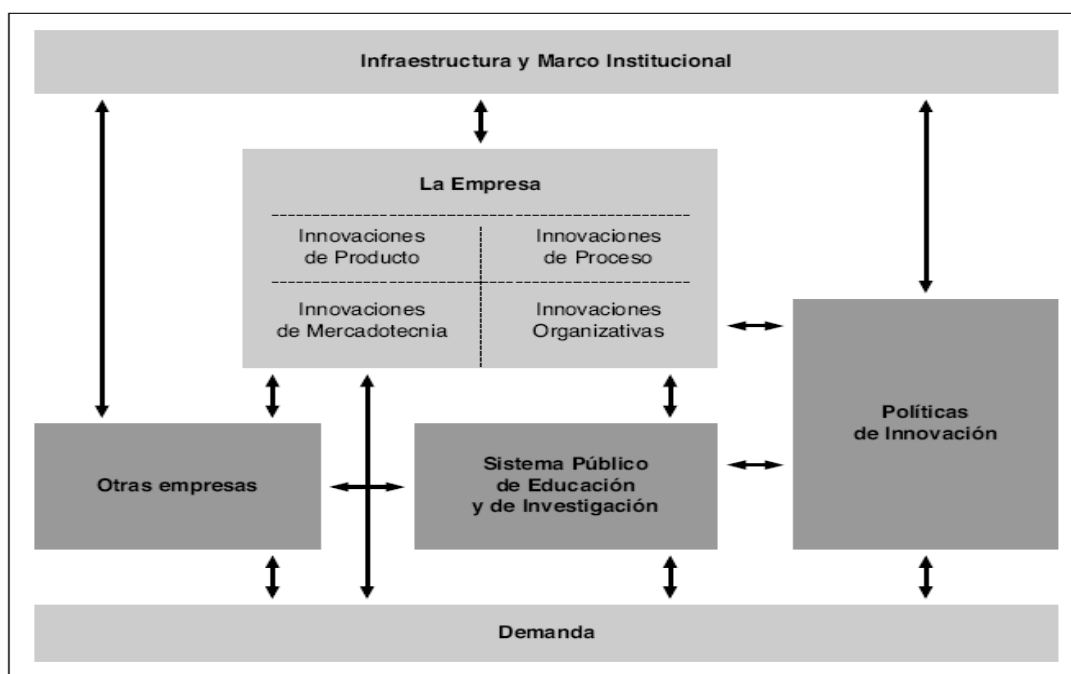 Infraestructura y Marco Institucional
La Empresa
Innovaciones
de Producto
Innovaciones
de Proceso
Innovaciones
de Mercadotecnia
Innovaciones
Organizativas
Políticas
de Innovación
Otras empresas
Sistema Público
de Educación
y de Investigación
Demanda